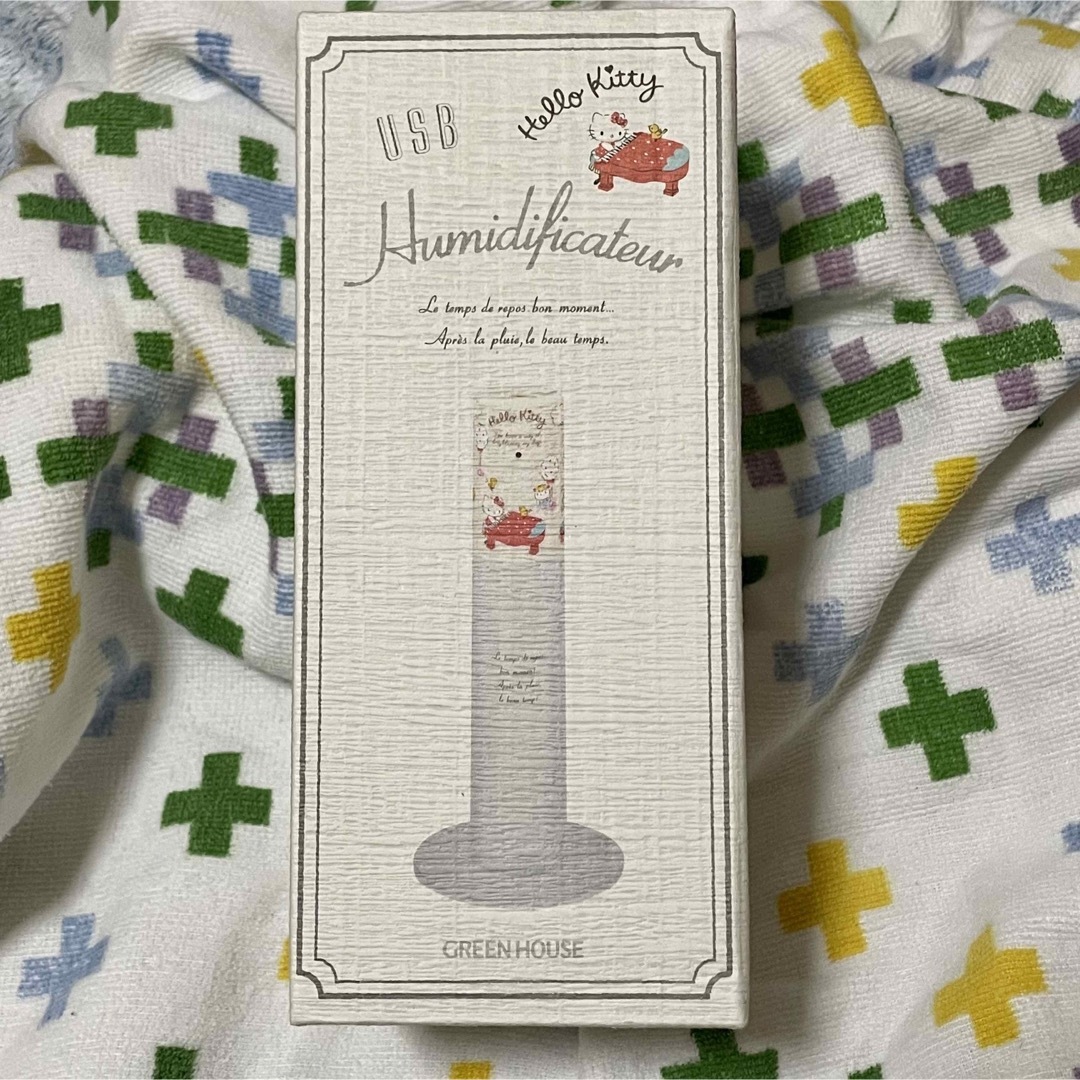 USB
Hello Kitty
Humidificateur
Le temps de repos bon moment...
Après la pluie, le beau temps.
Hello Kitty
Le temps de repos
bon moment!
Après la pluie,
le beau temps!
GREEN HOUSE